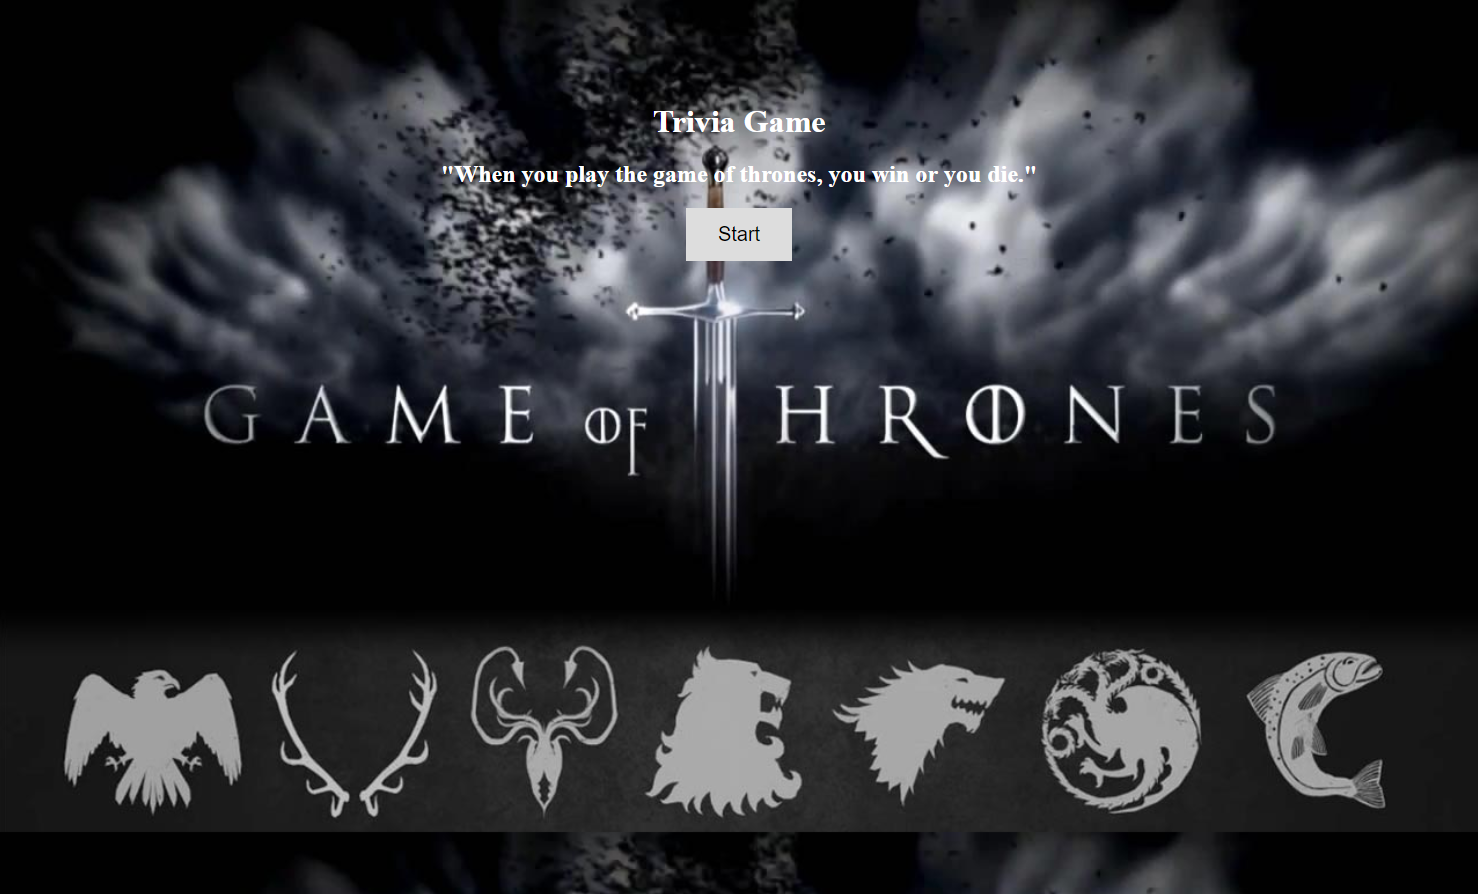 Trivia Game
"When you play the game of thrones, you win or you die."
Start
GAME OF THRONES